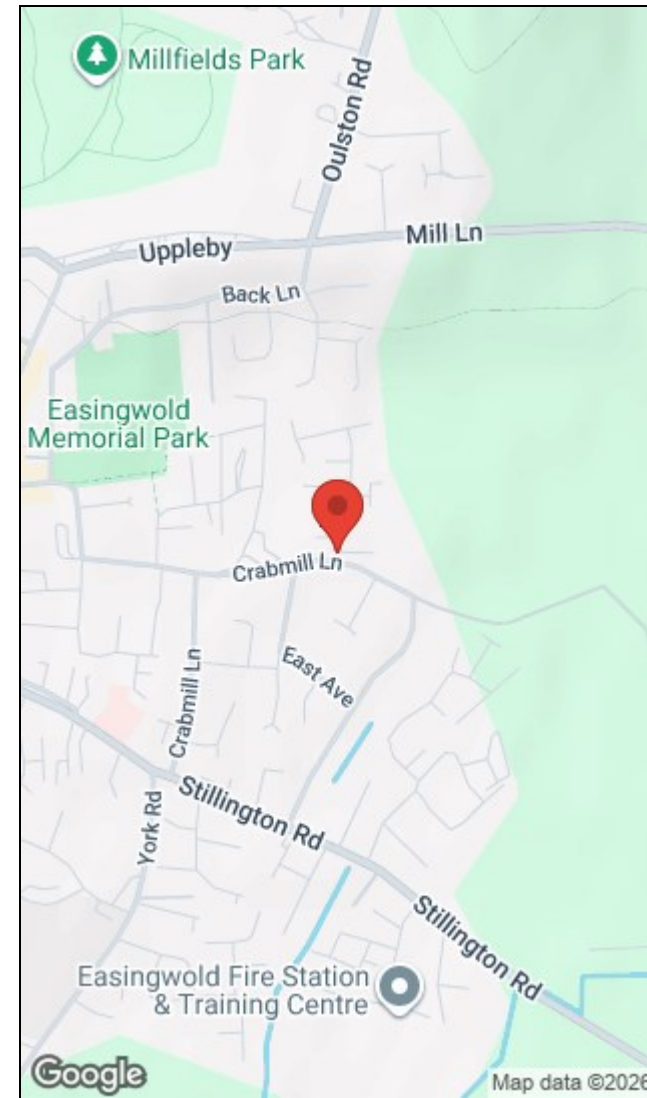 Millfields Park
Oulston Rd
Uppleby
Mill Ln
Back Ln
Easingwold
Memorial Park
Crabmill Ln
East Ave
Crabmill Ln
Stillington Rd
York Rd
Stillington Rd
Easingwold Fire Station
& Training Centre
Google
Map data ©2026